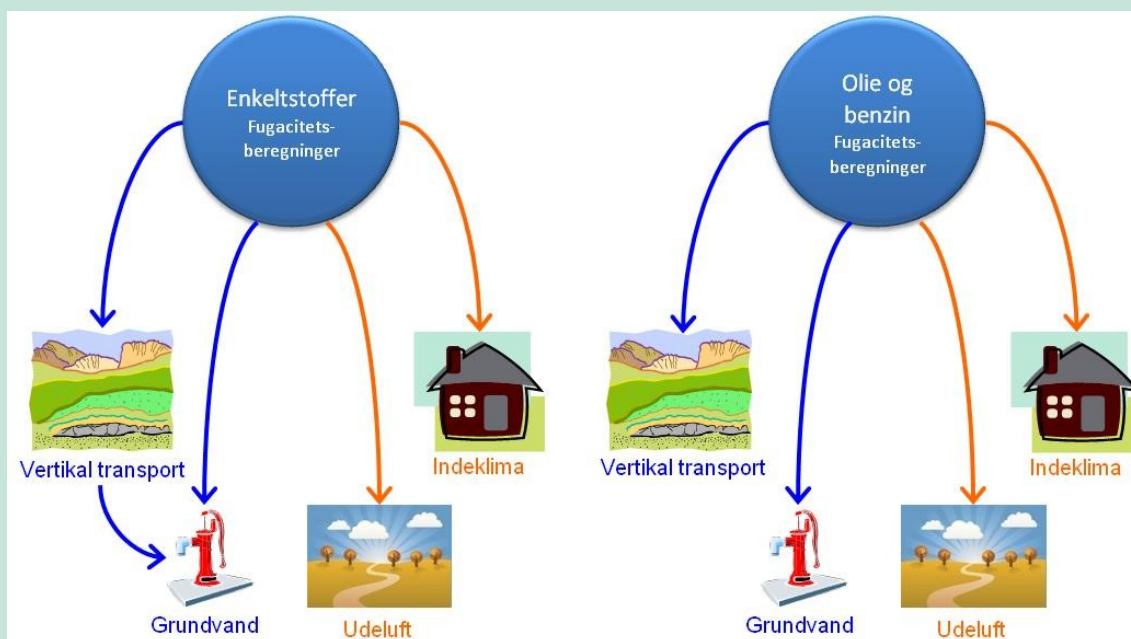 Enkeltstoffer
Fugacitets-
beregninger
Vertikal transport
Indeklima
Grundvand
Udeluft
Olie og
benzin
Fugacitets-
beregninger
Vertikal transport
Indeklima
Grundvand
Udeluft